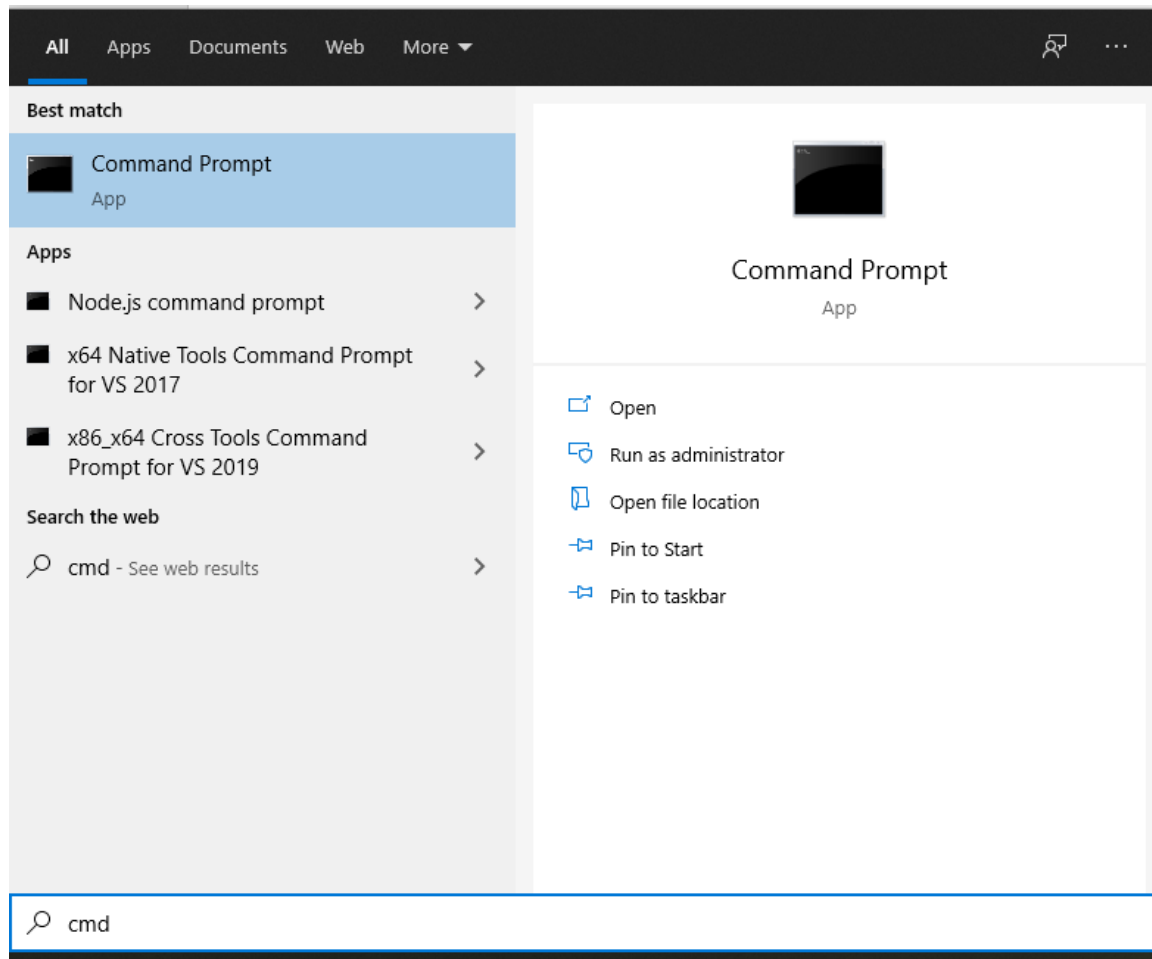 All Apps Documents Web More
Best match
Command Prompt
App
Apps
Node.js command prompt
x64 Native Tools Command Prompt
for VS 2017
x86_x64 Cross Tools Command
Prompt for VS 2019
Search the web
cmd - See web results
Command Prompt
App
Open
Run as administrator
Open file location
Pin to Start
Pin to taskbar
cmd